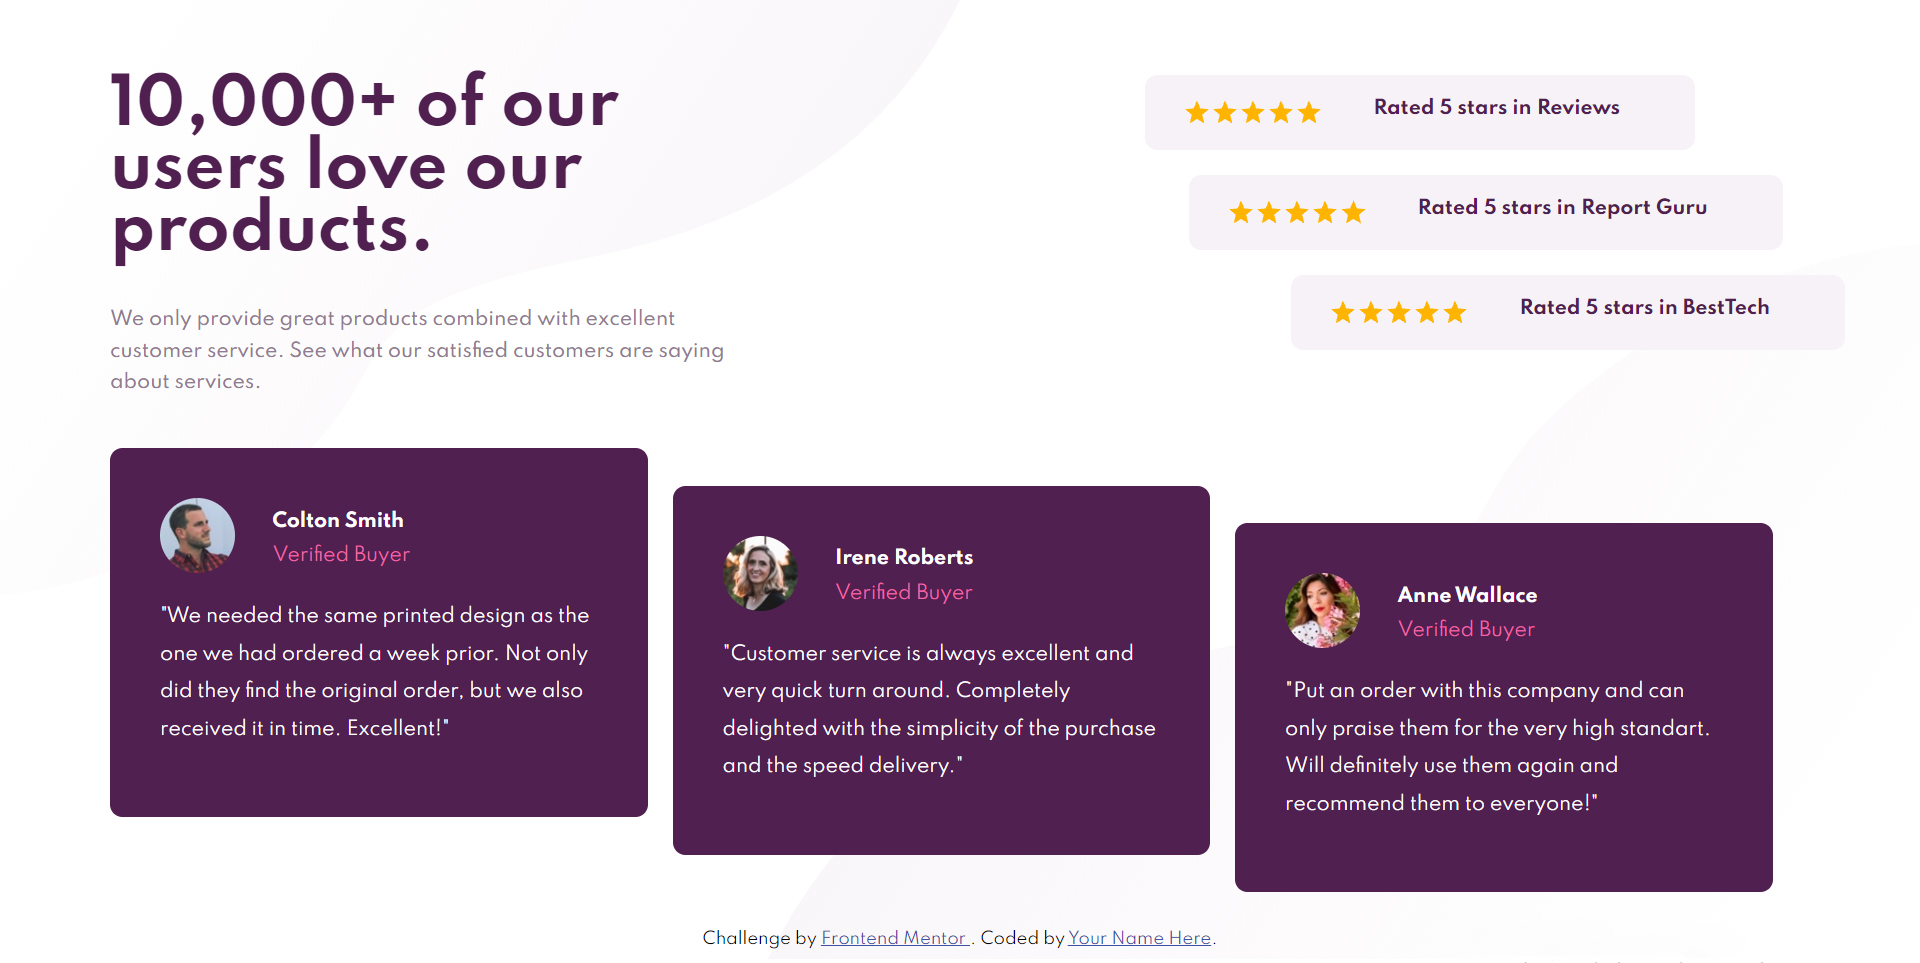 10,000+ of our
users love our
products.
We only provide great products combined with excellent
customer service. See what our satisfied customers are saying
about services.
Rated 5 stars in Reviews
Rated 5 stars in Report Guru
Rated 5 stars in BestTech
Colton Smith
Verified Buyer
"We needed the same printed design as the
one we had ordered a week prior. Not only
did they find the original order, but we also
received it in time. Excellent!"
Irene Roberts
Verified Buyer
"Customer service is always excellent and
very quick turn around. Completely
delighted with the simplicity of the purchase
and the speed delivery."
Anne Wallace
Verified Buyer
"Put an order with this company and can
only praise them for the very high standart.
Will definitely use them again and
recommend them to everyone!"
Challenge by Frontend Mentor . Coded by Your Name Here.